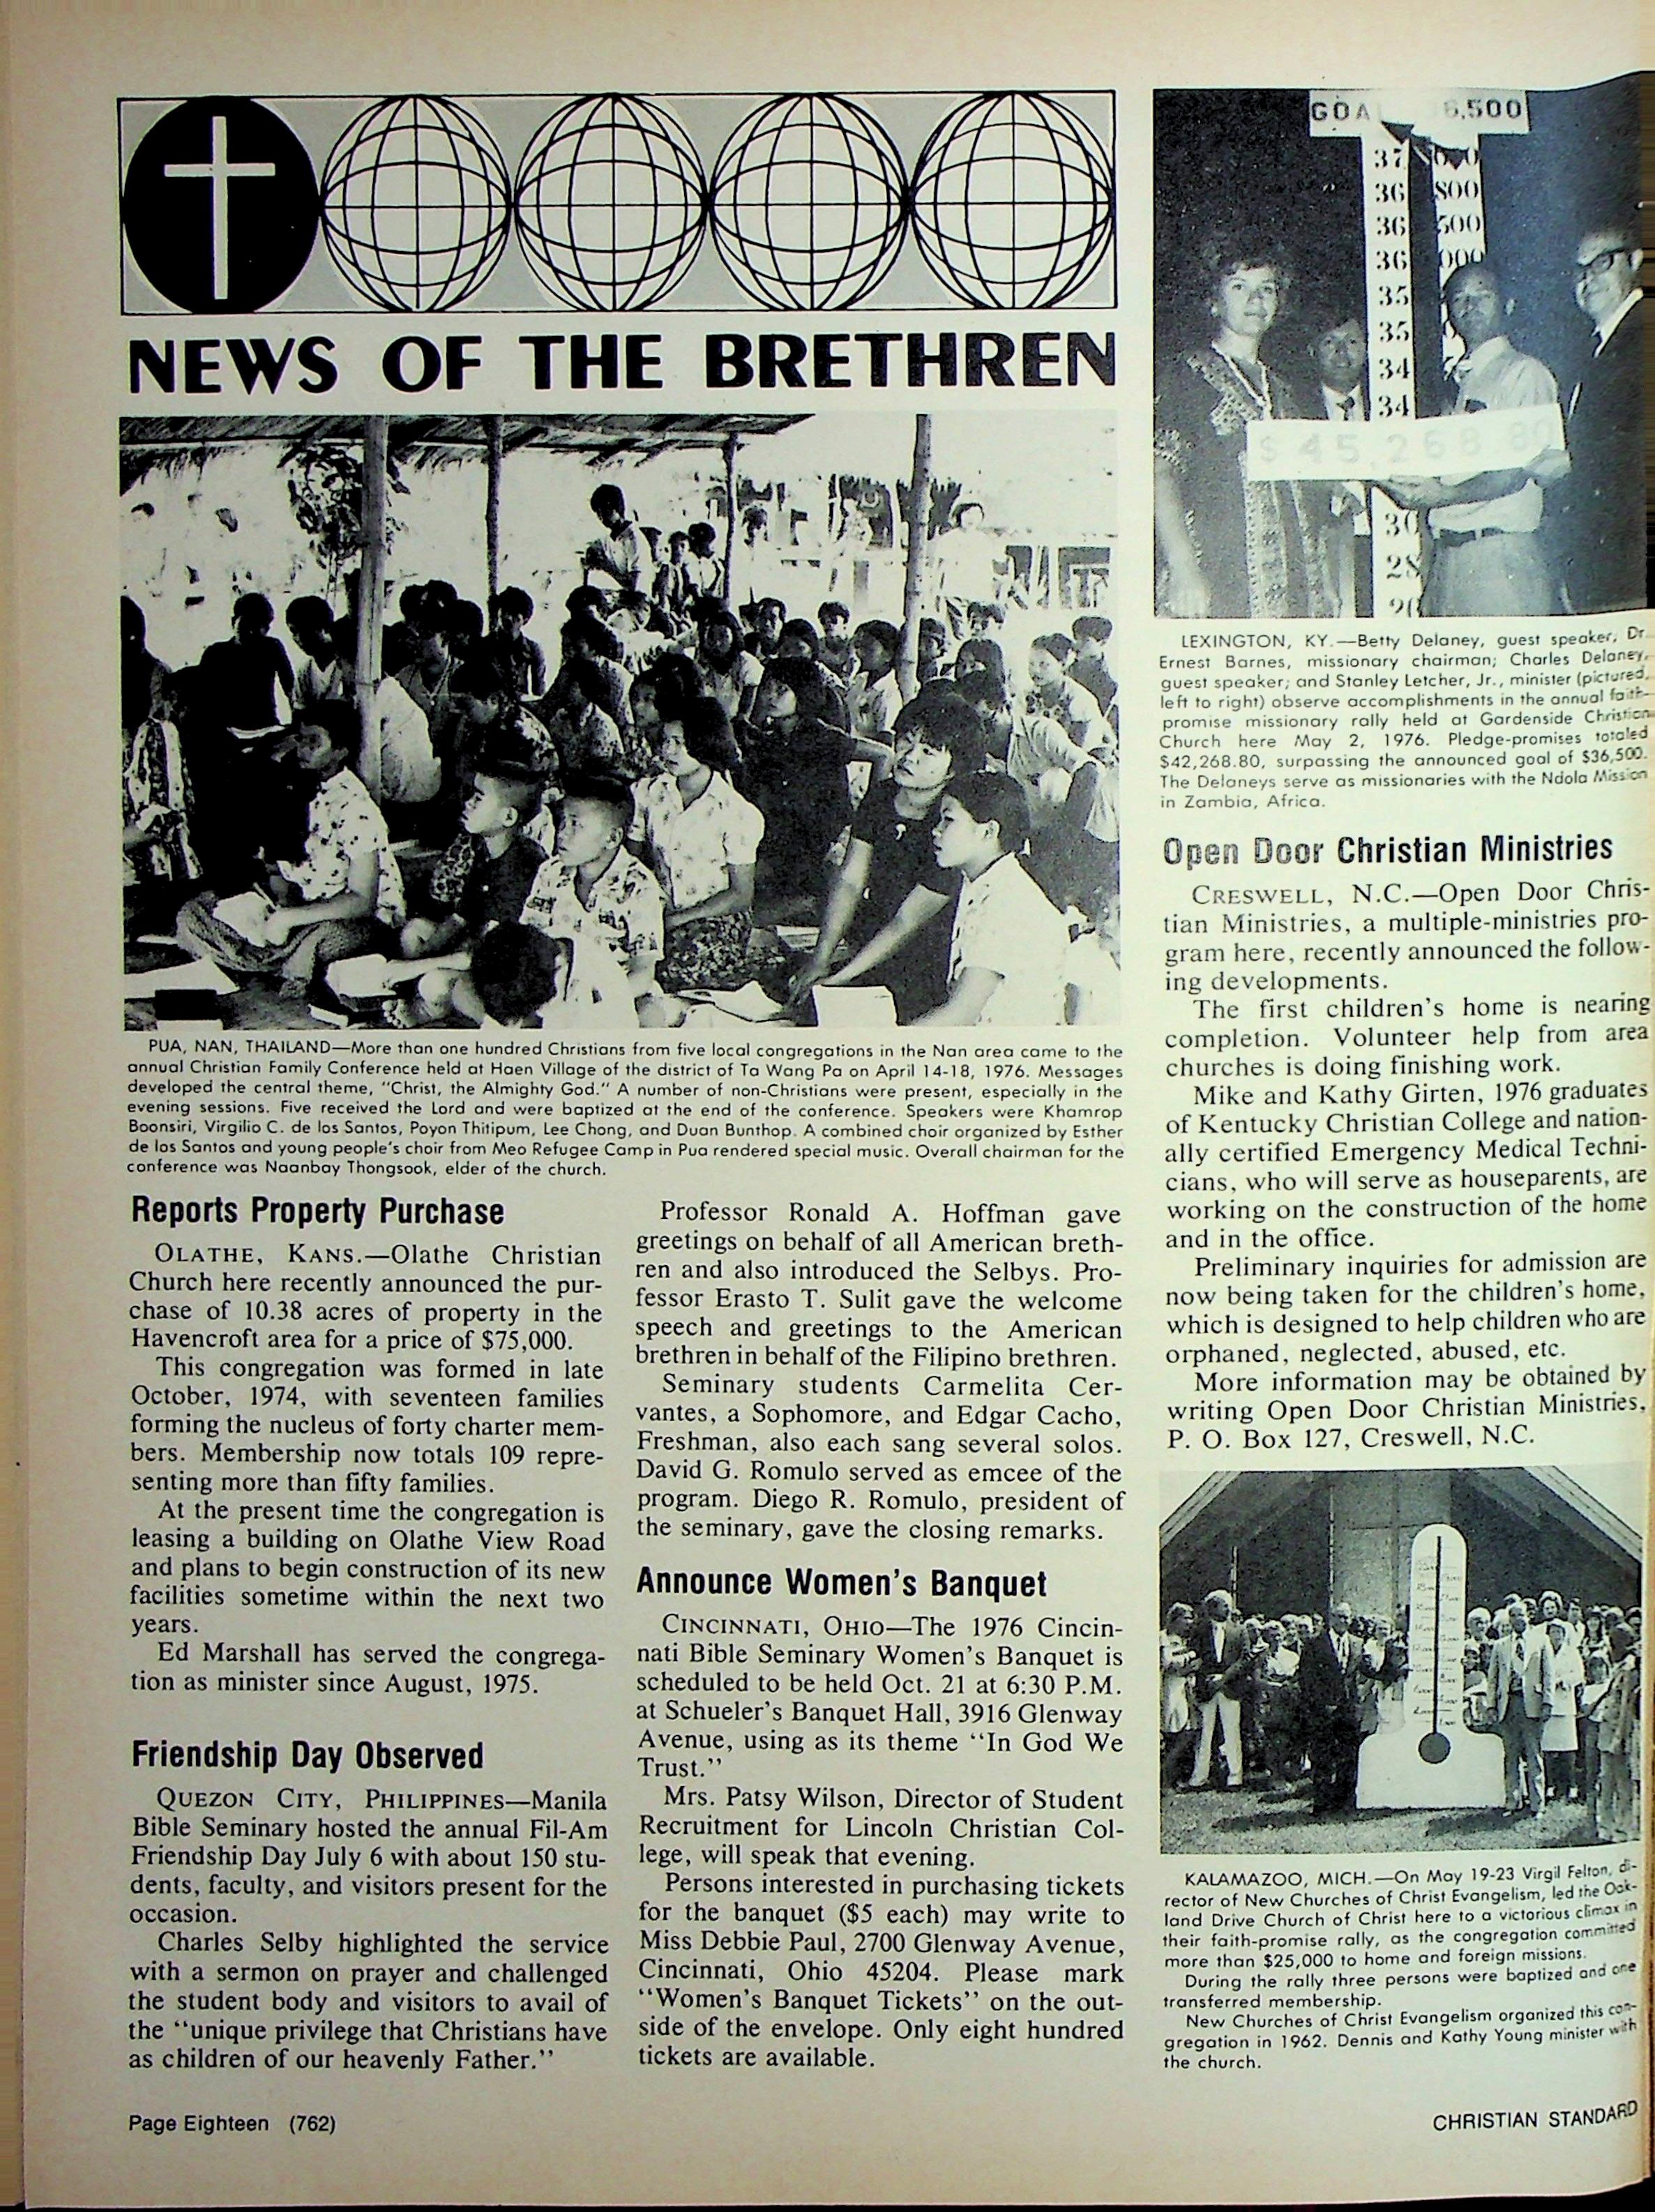 NEWS OF THE BRETHREN
PUA, NAN, THAILAND—More than one hundred Christians from five local congregations in the Nan area came to the
annual Christian Family Conference held at Haen Village of the district of Ta Wang Pa on April 14-18, 1976. Messages
developed the central theme, "Christ, the Almighty God." A number of non-Christians were present, especially in the
evening sessions. Five received the Lord and were baptized at the end of the conference. Speakers were Khamrop
Boonsiri, Virgilio C. de los Santos, Poyon Thitipum, Lee Chong, and Duan Bunthop. A combined choir organized by Esther
de los Santos and young people's choir from Meo Refugee Camp in Pua rendered special music. Overall chairman for the
conference was Naanbay Thongsook, elder of the church.
Reports Property Purchase
OLATHE, KANS.—Olathe Christian
Church here recently announced the pur-
chase of 10.38 acres of property in the
Havencroft area for a price of $75,000.
This congregation was formed in late
October, 1974, with seventeen families
forming the nucleus of forty charter mem-
bers. Membership now totals 109 repre-
senting more than fifty families.
At the present time the congregation is
leasing a building on Olathe View Road
and plans to begin construction of its new
facilities sometime within the next two
years.
Ed Marshall has served the congrega-
tion as minister since August, 1975.
Friendship Day Observed
QUEZON CITY, PHILIPPINES—Manila
Bible Seminary hosted the annual Fil-Am
Friendship Day July 6 with about 150 stu-
dents, faculty, and visitors present for the
occasion.
Charles Selby highlighted the service
with a sermon on prayer and challenged
the student body and visitors to avail of
the "unique privilege that Christians have
as children of our heavenly Father."
Professor Ronald A. Hoffman gave
greetings on behalf of all American breth-
ren and also introduced the Selbys. Pro-
fessor Erasto T. Sulit gave the welcome
speech and greetings to the American
brethren in behalf of the Filipino brethren.
Seminary students Carmelita Cer-
vantes, a Sophomore, and Edgar Cacho,
Freshman, also each sang several solos.
David G. Romulo served as emcee of the
program. Diego R. Romulo, president of
the seminary, gave the closing remarks.
Announce Women's Banquet
CINCINNATI, OHIO—The 1976 Cincin-
nati Bible Seminary Women's Banquet is
scheduled to be held Oct. 21 at 6:30 P.M.
at Schueler's Banquet Hall, 3916 Glenway
Avenue, using as its theme "In God We
Trust."
Mrs. Patsy Wilson, Director of Student
Recruitment for Lincoln Christian Col-
lege, will speak that evening.
Persons interested in purchasing tickets
for the banquet ($5 each) may write to
Miss Debbie Paul, 2700 Glenway Avenue,
Cincinnati, Ohio 45204. Please mark
"Women's Banquet Tickets" on the out-
side of the envelope. Only eight hundred
tickets are available.
GOA 6,500
37
36 800
36 500
36 000
35
35
34
34
$45,268.80
30
28
LEXINGTON, KY.—Betty Delaney, guest speaker, Dr.
Ernest Barnes, missionary chairman; Charles Delaney,
guest speaker; and Stanley Letcher, Jr., minister (pictured,
left to right) observe accomplishments in the annual faith-
promise missionary rally held at Gardenside Christian
Church here May 2, 1976. Pledge-promises totaled
$42,268.80, surpassing the announced goal of $36,500.
The Delaneys serve as missionaries with the Ndola Mission
in Zambia, Africa.
Open Door Christian Ministries
CRESWELL, N.C.—Open Door Chris-
tian Ministries, a multiple-ministries pro-
gram here, recently announced the follow-
ing developments.
The first children's home is nearing
completion. Volunteer help from area
churches is doing finishing work.
Mike and Kathy Girten, 1976 graduates
of Kentucky Christian College and nation-
ally certified Emergency Medical Techni-
cians, who will serve as houseparents, are
working on the construction of the home
and in the office.
Preliminary inquiries for admission are
now being taken for the children's home,
which is designed to help children who are
orphaned, neglected, abused, etc.
More information may be obtained by
writing Open Door Christian Ministries,
P. O. Box 127, Creswell, N.C.
KALAMAZOO, MICH.—On May 19-23 Virgil Felton, di-
rector of New Churches of Christ Evangelism, led the Oak-
land Drive Church of Christ here to a victorious climax in
their faith-promise rally, as the congregation committed
more than $25,000 to home and foreign missions.
During the rally three persons were baptized and one
transferred membership.
New Churches of Christ Evangelism organized this con-
gregation in 1962. Dennis and Kathy Young minister with
the church.
Page Eighteen (762)
CHRISTIAN STANDARD